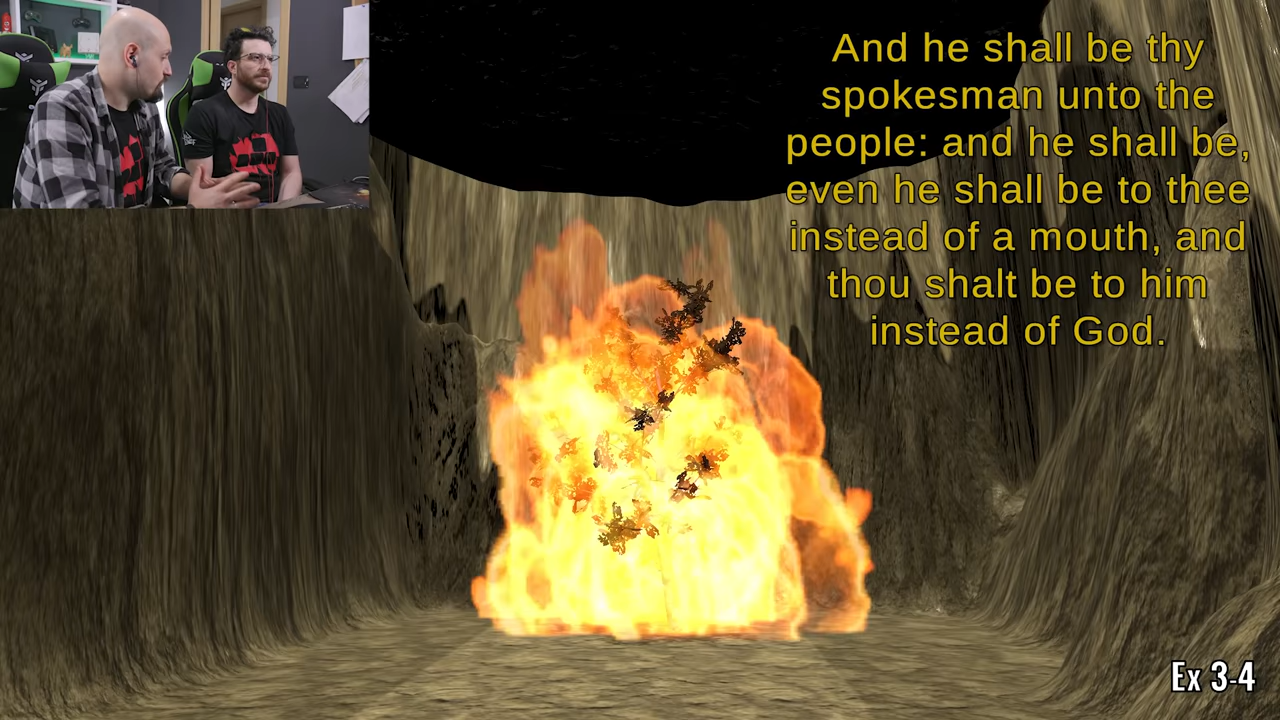 And he shall be thy
spokesman unto the
people: and he shall be,
even he shall be to thee
instead of a mouth, and
thou shalt be to him
instead of God.
Ex 3-4